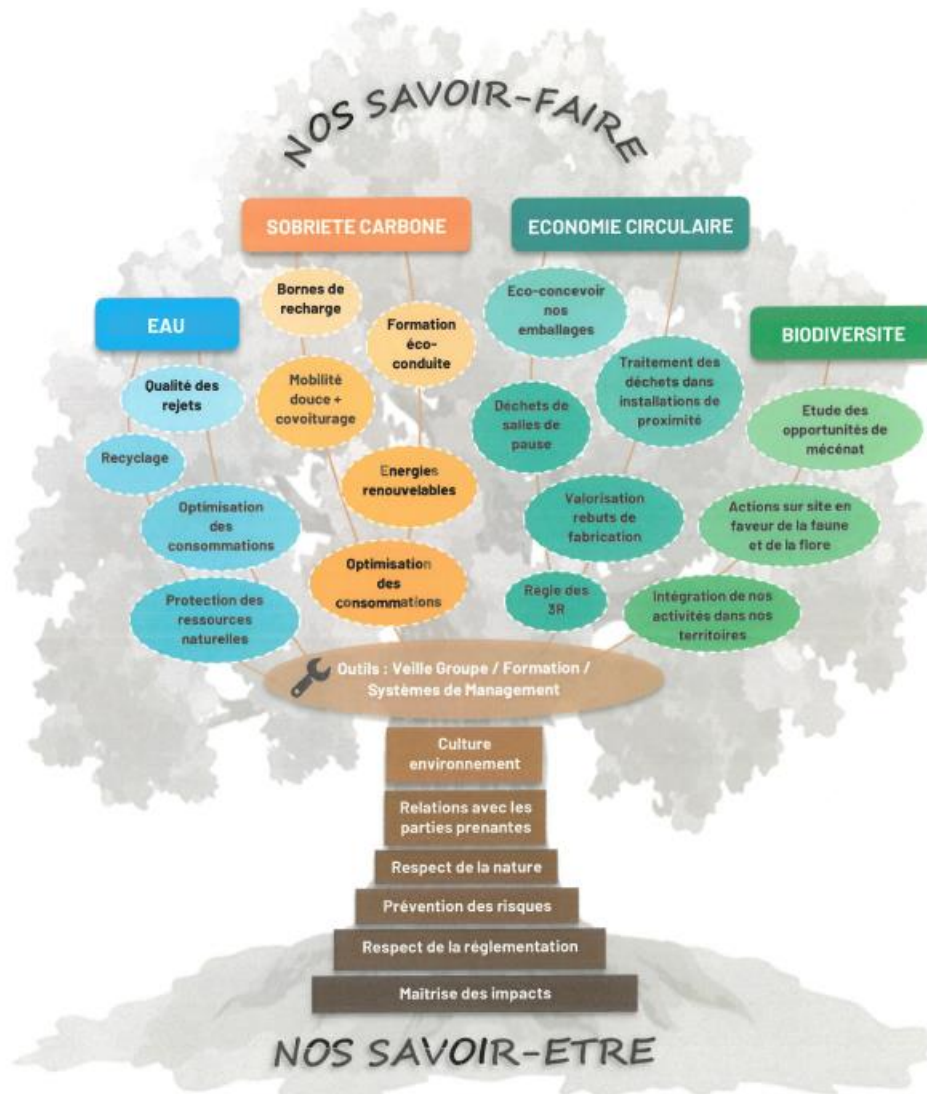 NOS SAVOIR-FAIRE
SOBRIETE CARBONE
ECONOMIE CIRCULAIRE
EAU
BIODIVERSITE
Qualité des
rejets
Recyclage
Optimisation
des
consommations
Protection des
ressources
naturelles
Bornes de
recharge
Formation
éco-
conduite
Mobilité
douce +
covoiturage
Energies
renouvelables
Optimisation
des
consommations
Eco-concevoir
nos
emballages
Traitement des
déchets dans
installations de
proximité
Déchets de
salles de
pause
Valorisation
rebuts de
fabrication
Règle des
3R
Etude des
opportunités de
mécénat
Actions sur site en
faveur de la faune
et de la flore
Intégration de nos
activités dans nos
territoires
Outils : Veille Groupe / Formation /
Systèmes de Management
Culture
environnement
Relations avec les
parties prenantes
Respect de la nature
Prévention des risques
Respect de la réglementation
Maîtrise des impacts
NOS SAVOIR-ETRE